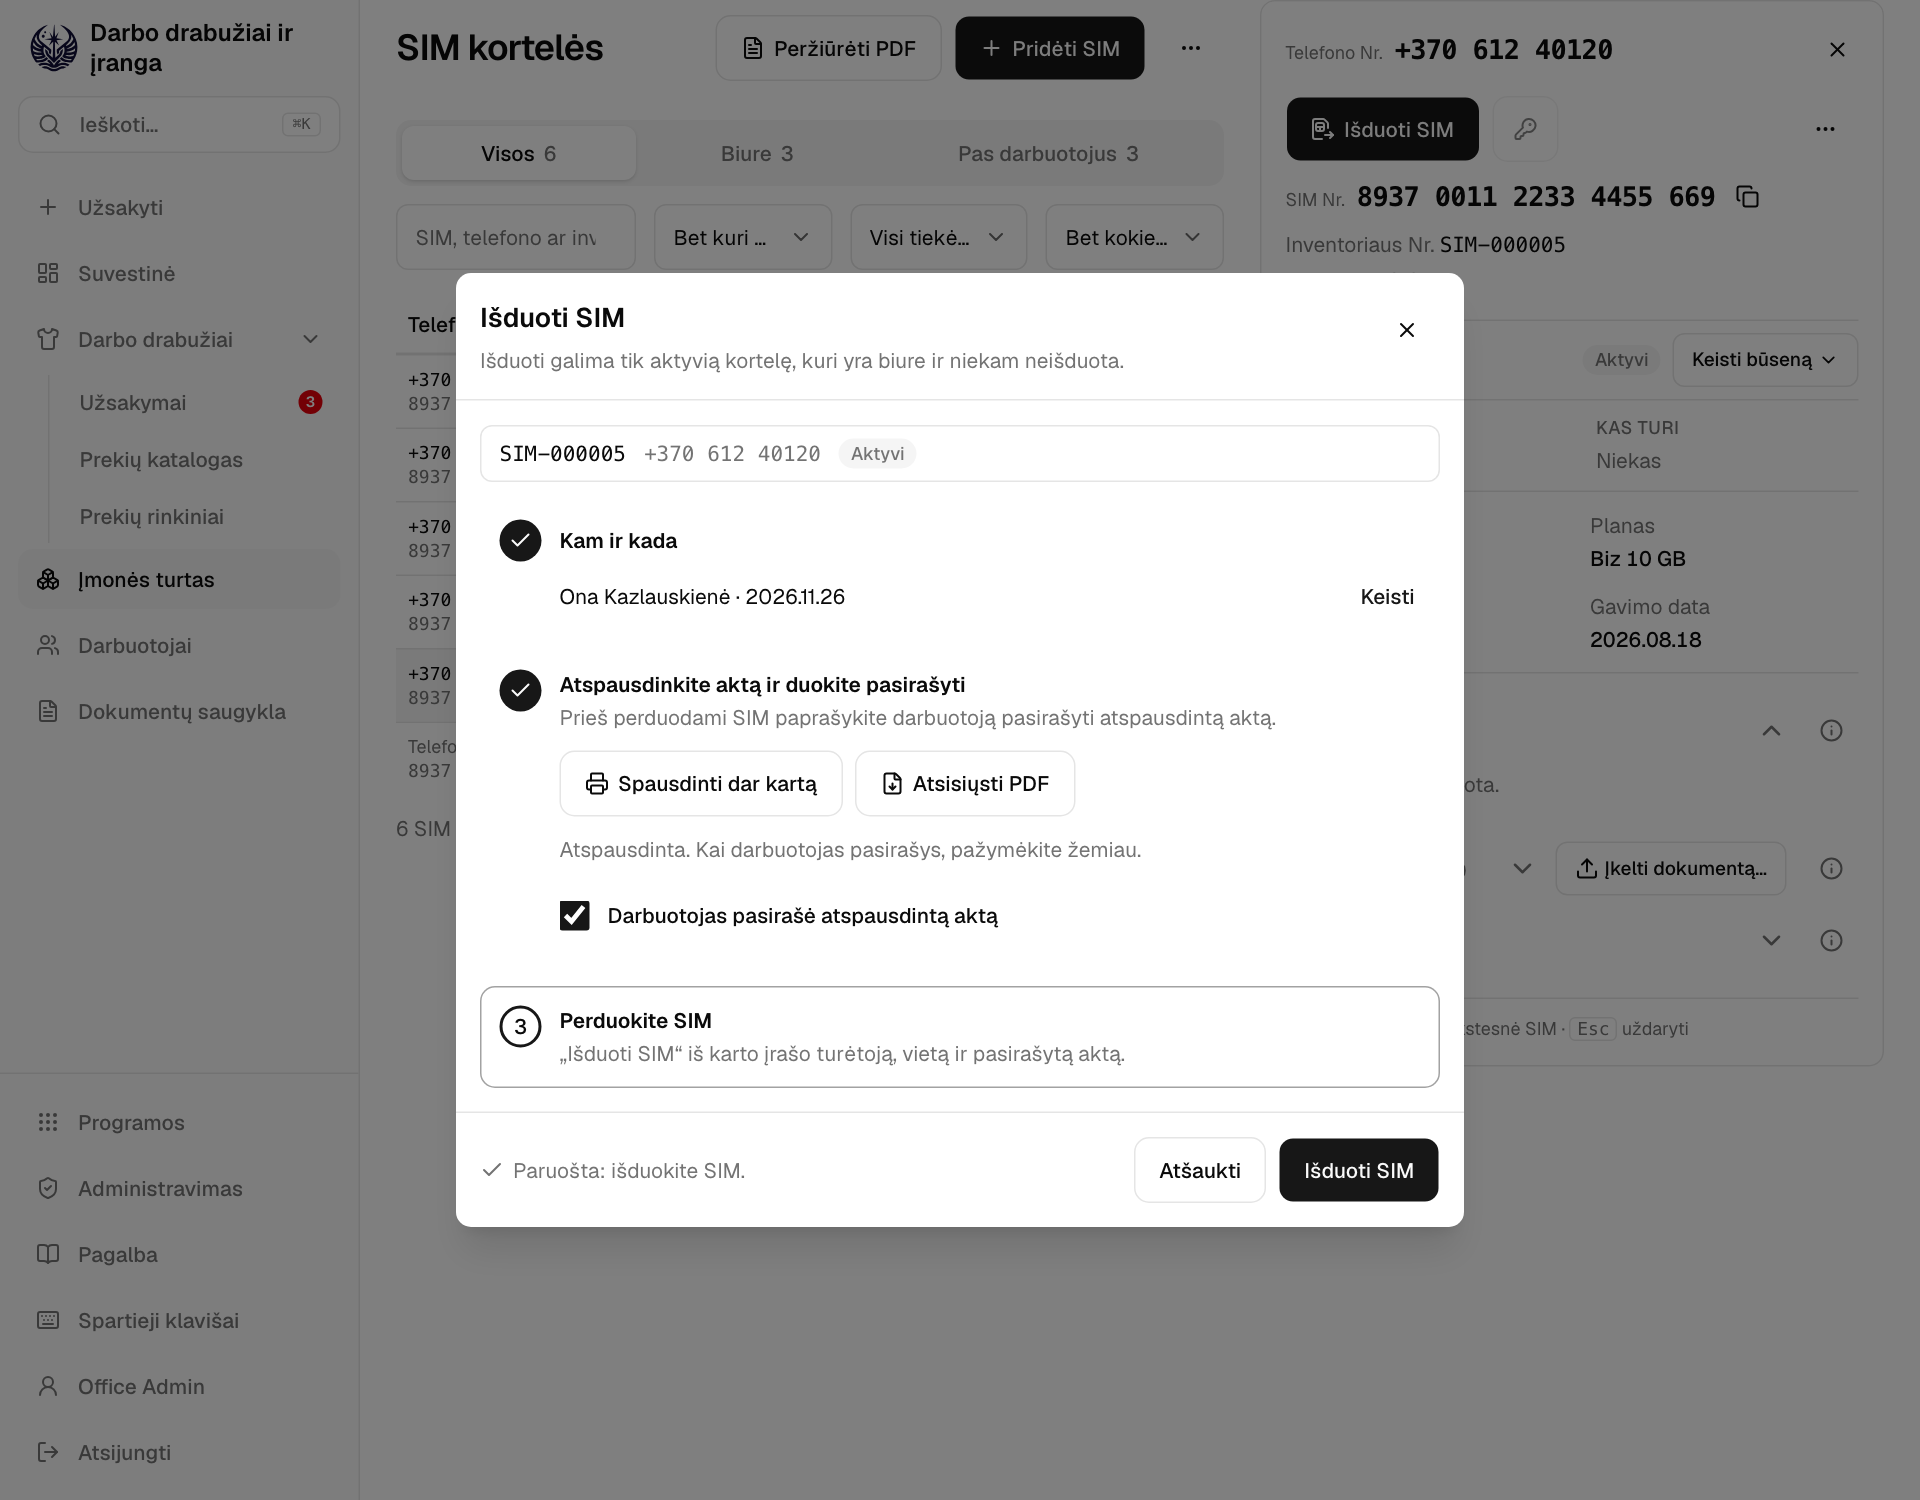 Darbo drabužiai ir
įranga
Ieškoti...
⌘K
Užsakyti
Suvestinė
Darbo drabužiai
Užsakymai
3
Prekių katalogas
Prekių rinkiniai
Įmonės turtas
Darbuotojai
Dokumentų saugykla
Programos
Administravimas
Pagalba
Spartieji klavišai
Office Admin
Atsijungti
SIM kortelės
Peržiūrėti PDF
Pridėti SIM
Visos 6
Biure 3
Pas darbuotojus 3
SIM, telefono ar inv
Bet kuri ...
Visi tiekė...
Bet kokie...
Telef
+370
8937
+370
8937
+370
8937
+370
8937
+370
8937
Telefo
8937
6 SIM
Telefono Nr. +370 612 40120
Išduoti SIM
SIM Nr. 8937 0011 2233 4455 669
Inventoriaus Nr. SIM-000005
Aktyvi
Keisti būseną
KAS TURI
Niekas
Planas
Biz 10 GB
Gavimo data
2026.08.18
ota.
Įkelti dokumentą...
stesnė SIM · Esc uždaryti
Išduoti SIM
Išduoti galima tik aktyvią kortelę, kuri yra biure ir niekam neišduota.
SIM-000005 +370 612 40120 Aktyvi
Kam ir kada
Ona Kazlauskienė · 2026.11.26
Keisti
Atspausdinkite aktą ir duokite pasirašyti
Prieš perduodami SIM paprašykite darbuotoją pasirašyti atspausdintą aktą.
Spausdinti dar kartą
Atsisiųsti PDF
Atspausdinta. Kai darbuotojas pasirašys, pažymėkite žemiau.
Darbuotojas pasirašė atspausdintą aktą
3
Perduokite SIM
„Išduoti SIM“ iš karto įrašo turėtoją, vietą ir pasirašytą aktą.
Paruošta: išduokite SIM.
Atšaukti
Išduoti SIM